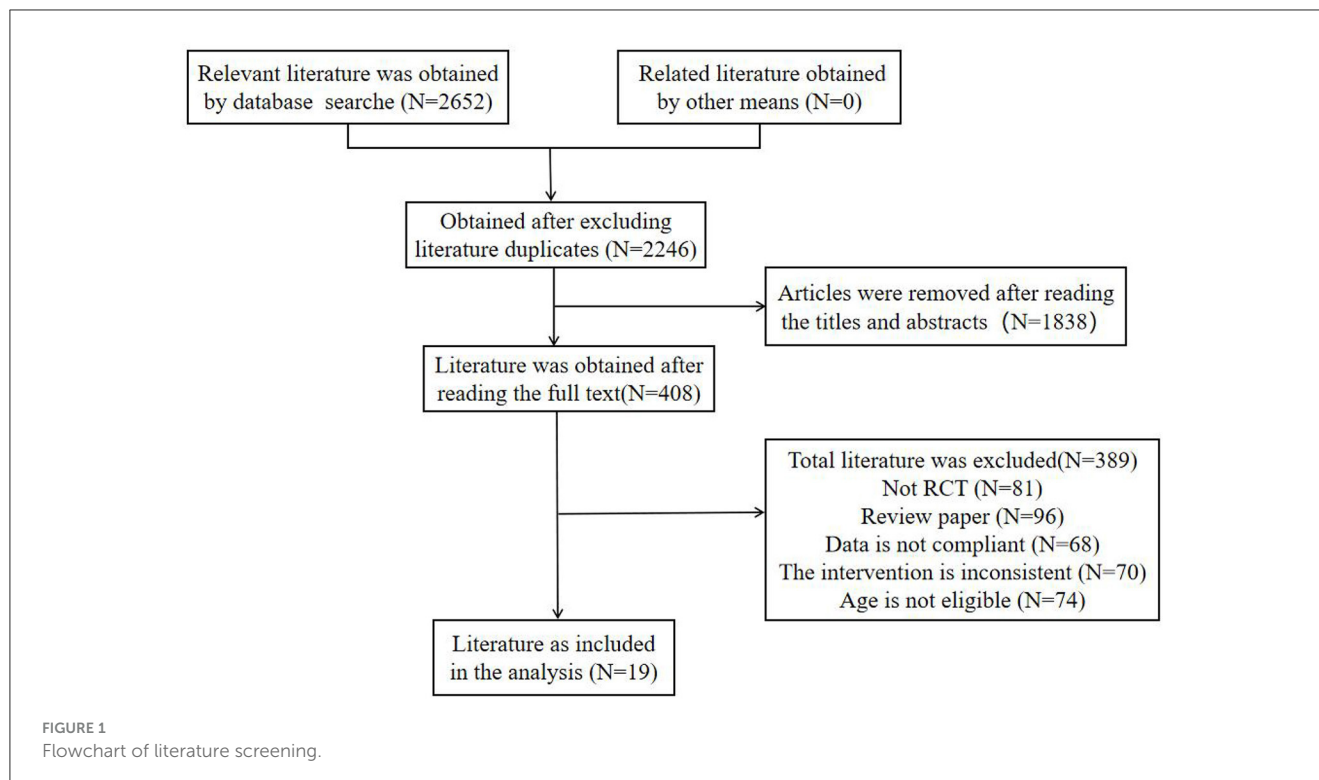 Relevant literature was obtained
by database searche (N=2652)
Related literature obtained
by other means (N=0)
Obtained after excluding
literature duplicates (N=2246)
Articles were removed after reading
the titles and abstracts (N=1838)
Literature was obtained after
reading the full text(N=408)
Total literature was excluded(N=389)
Not RCT (N=81)
Review paper (N=96)
Data is not compliant (N=68)
The intervention is inconsistent (N=70)
Age is not eligible (N=74)
Literature as included
in the analysis (N=19)
FIGURE 1
Flowchart of literature screening.